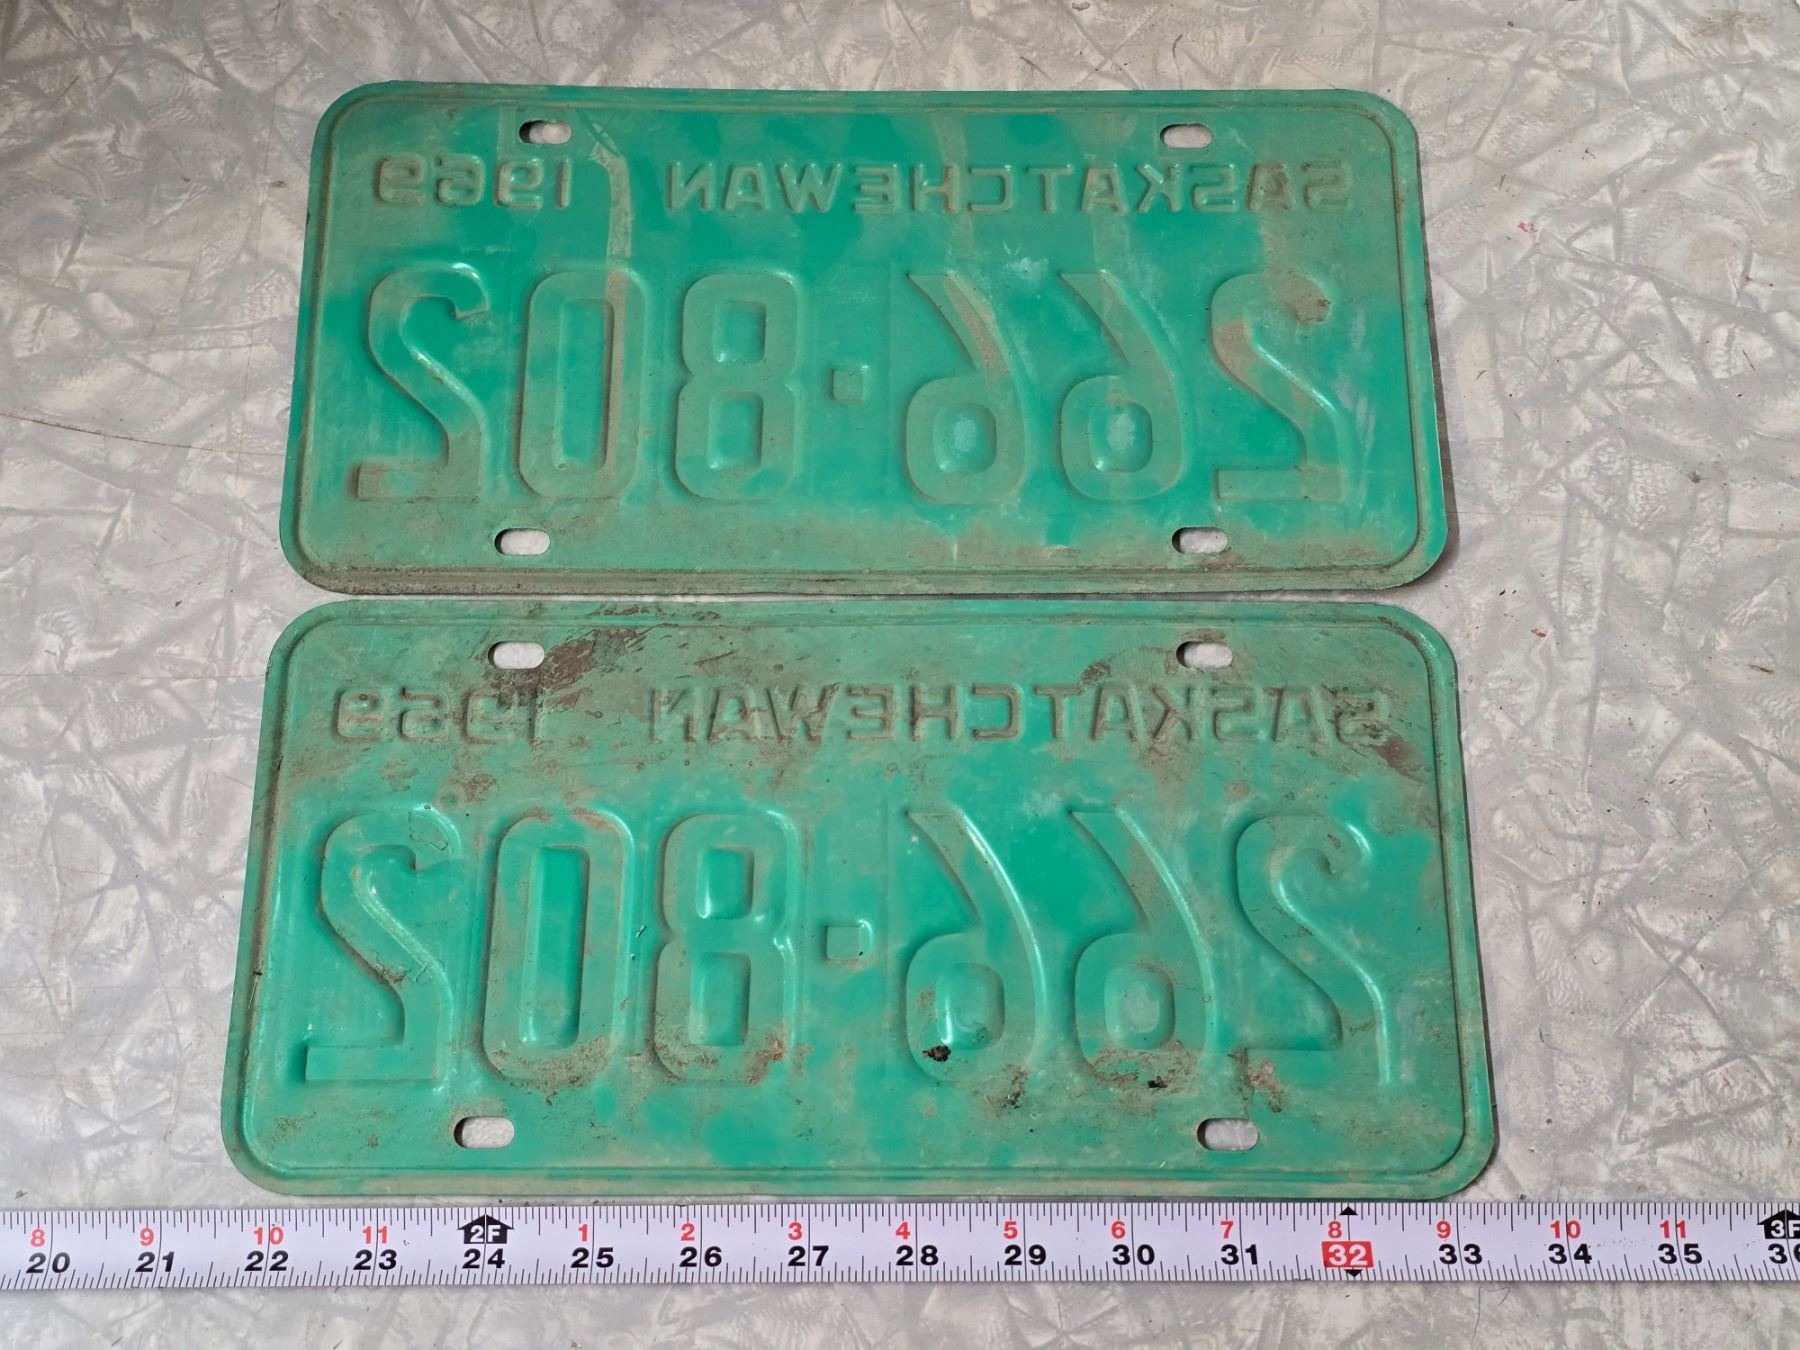 SASKATCHEWAN 1969
266-802
SASKATCHEWAN 1969
266-802
8 9 10 11 2F 1 2 3 4 5 6 7 8 9 10 11 3F
20 21 22 23 24 25 26 27 28 29 30 31 32 33 34 35 36